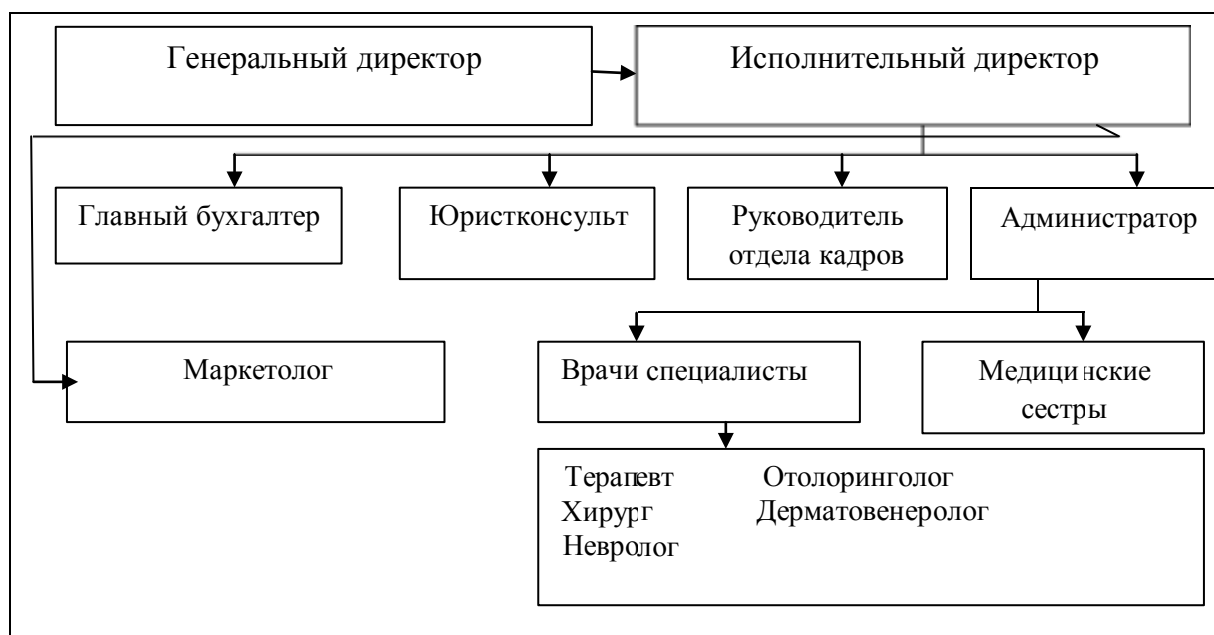 Генеральный директор
Исполнительный директор
Главный бухгалтер
Юристконсульт
Руководитель
отдела кадров
Администратор
Маркетолог
Врачи специалисты
Медицинские
сестры
Терапевт Отолоринголог
Хирург Дерматовенеролог
Невролог